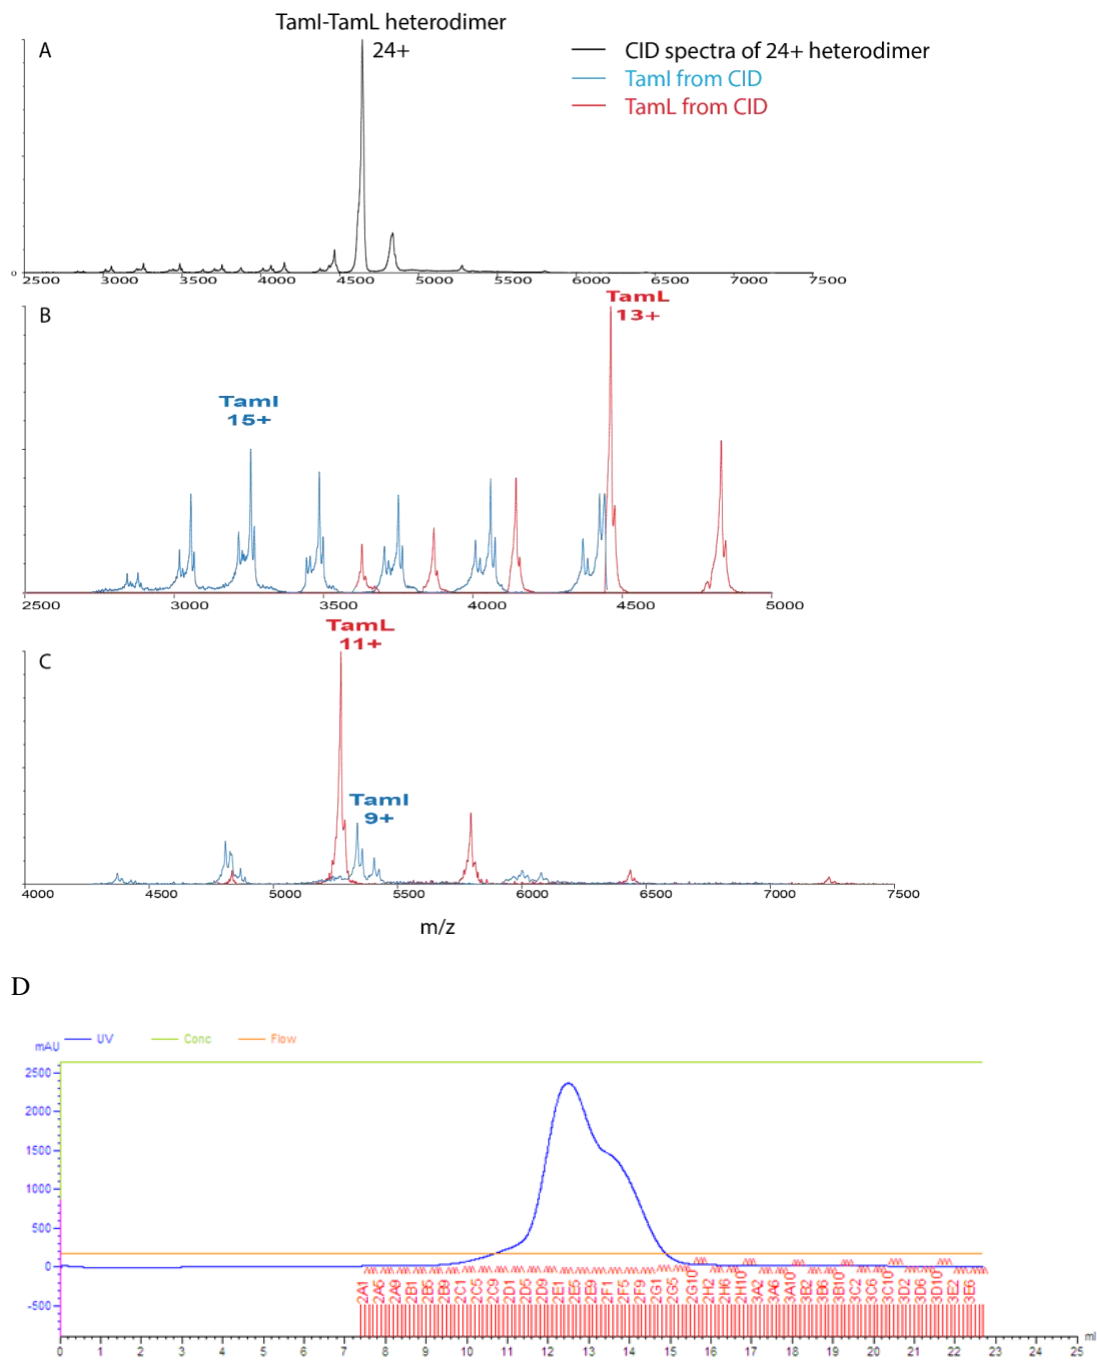 TamI-TamL heterodimer
A
24+
CID spectra of 24+ heterodimer
TamI from CID
TamL from CID
0
2500 3000 3500 4000 4500 5000 5500 6000 6500 7000 7500
TamL
13+
B
TamI
15+
2500 3000 3500 4000 4500 5000
TamL
11+
C
TamI
9+
4000 4500 5000 5500 6000 6500 7000 7500
m/z
D
mAU UV Conc Flow
2500
2000
1500
1000
500
0
-500
2A1 2A5 2A9 2B1 2B5 2B9 2C1 2C5 2C9 2D1 2D5 2D9 2E1 2E5 2E9 2F1 2F5 2F9 2G1 2G5 2G10 2H2 2H6 2H10 3A2 3A6 3A10 3B2 3B6 3B10 3C2 3C6 3C10 3D2 3D6 3D10 3E2 3E6
0 1 2 3 4 5 6 7 8 9 10 11 12 13 14 15 16 17 18 19 20 21 22 23 24 25 ml